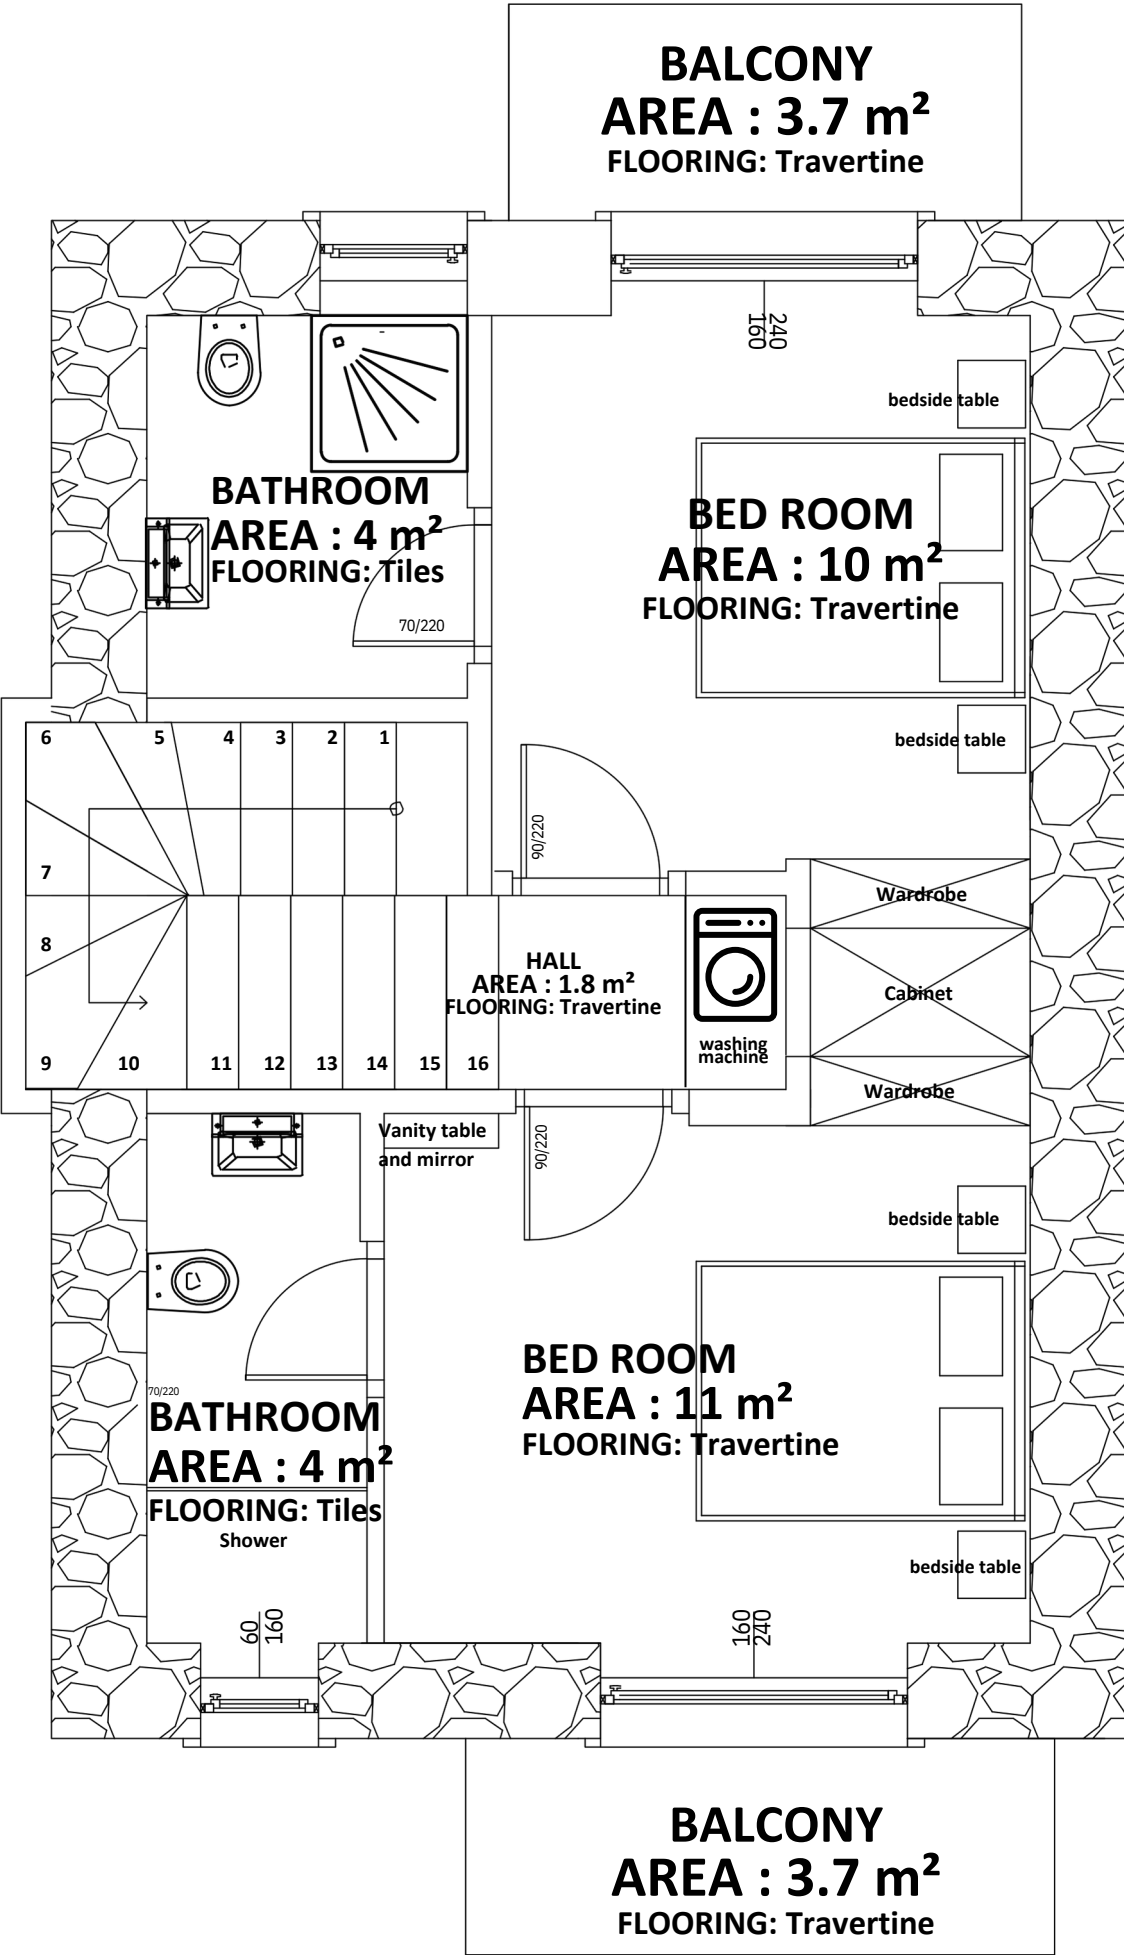 BALCONY
AREA : 3.7 m²
FLOORING: Travertine
240
160
bedside table
BATHROOM
AREA : 4 m²
FLOORING: Tiles
70/220
BED ROOM
AREA : 10 m²
FLOORING: Travertine
bedside table
6 5 4 3 2 1
90/220
7
8
9 10 11 12 13 14 15 16
HALL
AREA : 1.8 m²
FLOORING: Travertine
washing
machine
Wardrobe
Cabinet
Wardrobe
Vanity table
and mirror
90/220
bedside table
BED ROOM
AREA : 11 m²
FLOORING: Travertine
70/220
BATHROOM
AREA : 4 m²
FLOORING: Tiles
Shower
bedside table
60
160
160
240
BALCONY
AREA : 3.7 m²
FLOORING: Travertine